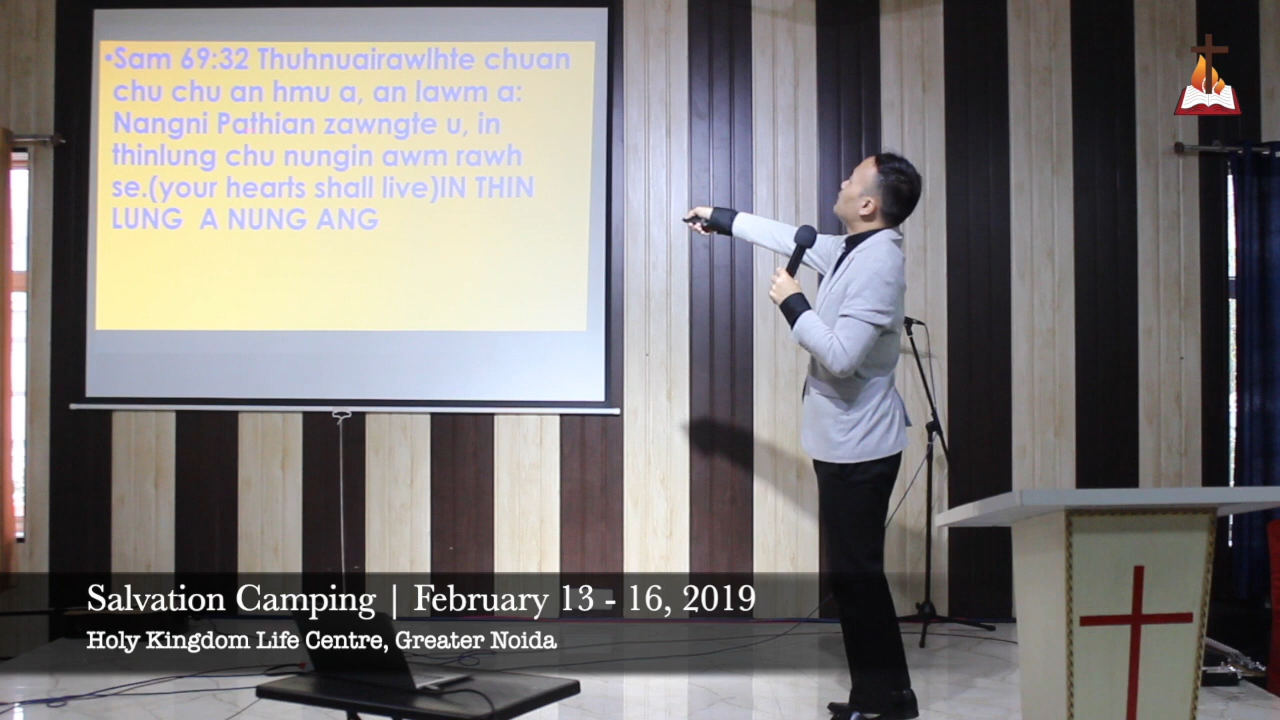 •Sam 69:32 Thuhnuairawlhte chuan
chu chu an hmu a, an lawm a:
Nangni Pathian zawngte u, in
thinlung chu nungin awm rawh
se.(your hearts shall live)IN THIN
LUNG A NUNG ANG
Salvation Camping | February 13 - 16, 2019
Holy Kingdom Life Centre, Greater Noida